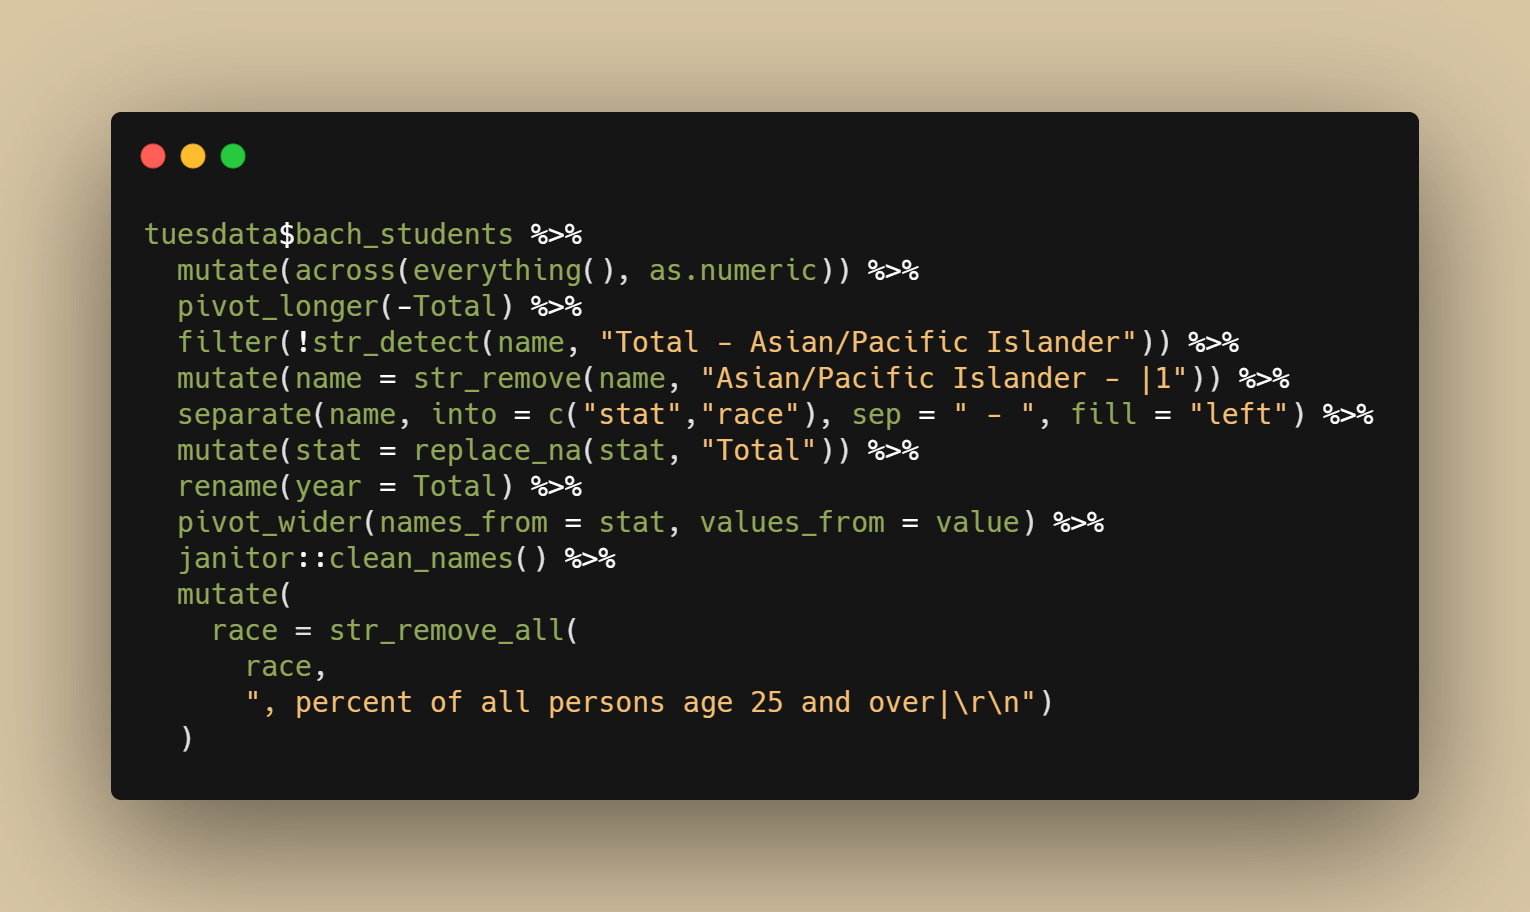 tuesdata$bach_students %>%
  mutate(across(everything(), as.numeric)) %>%
  pivot_longer(-Total) %>%
  filter(!str_detect(name, "Total - Asian/Pacific Islander")) %>%
  mutate(name = str_remove(name, "Asian/Pacific Islander - |1")) %>%
  separate(name, into = c("stat","race"), sep = " - ", fill = "left") %>%
  mutate(stat = replace_na(stat, "Total")) %>%
  rename(year = Total) %>%
  pivot_wider(names_from = stat, values_from = value) %>%
  janitor::clean_names() %>%
  mutate(
    race = str_remove_all(
      race,
      ", percent of all persons age 25 and over|\r\n")
  )